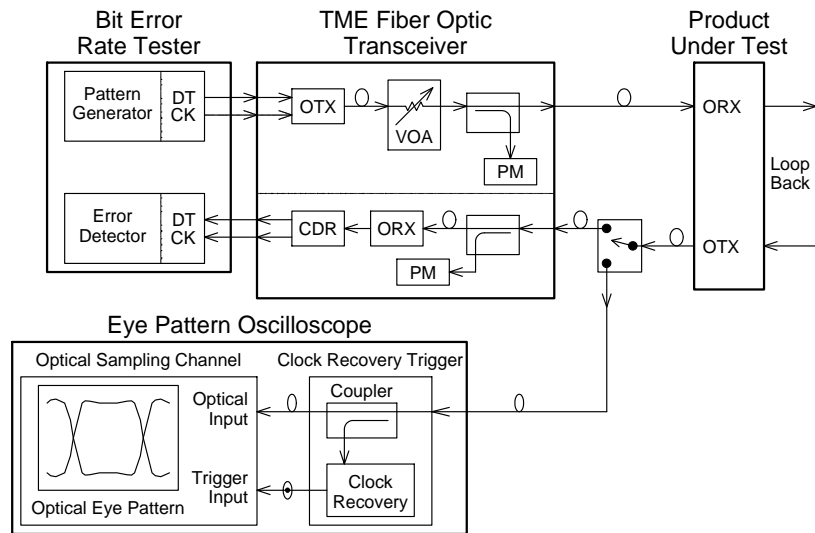 Bit Error
Rate Tester
TME Fiber Optic
Transceiver
Product
Under Test
Pattern
Generator
DT
CK
OTX
VOA
PM
ORX
Loop
Back
Error
Detector
DT
CK
CDR
ORX
PM
OTX
Eye Pattern Oscilloscope
Optical Sampling Channel
Clock Recovery Trigger
Optical
Input
Coupler
Trigger
Input
Clock
Recovery
Optical Eye Pattern